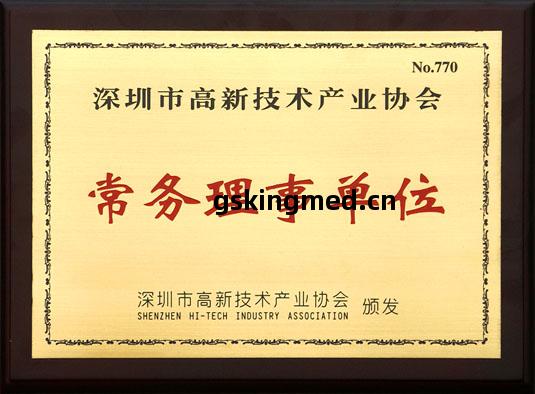 No.770
深圳市高新技术产业协会
常务理事单位
gskingmed.cn
深圳市高新技术产业协会 颁发
SHENZHEN HI-TECH INDUSTRY ASSOCIATION